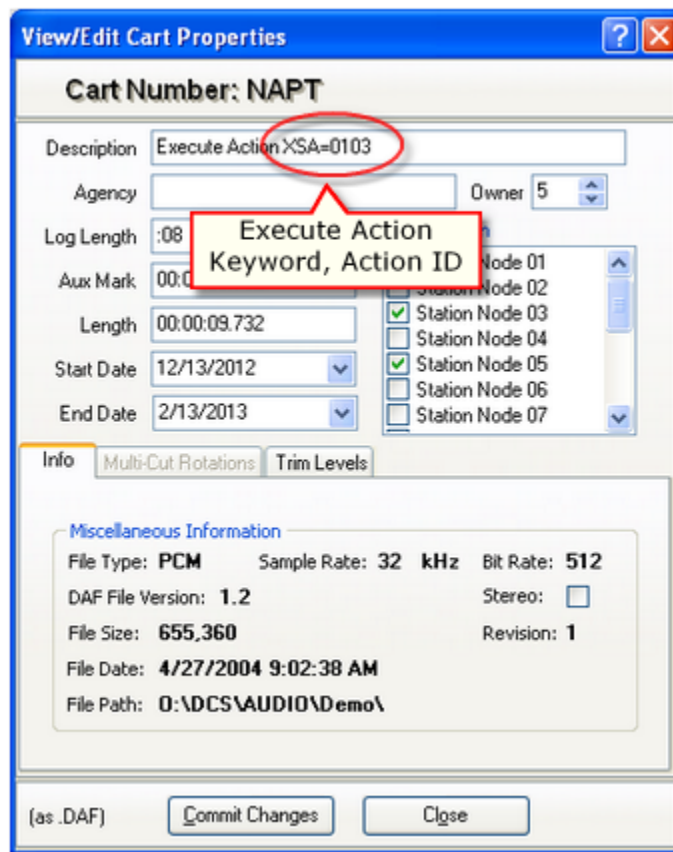 View/Edit Cart Properties
Cart Number: NAPT
Description Execute Action XSA=0103
Agency Owner 5
Log Length :08
Execute Action
Keyword, Action ID
Node 01
Aux Mark 00:0
Station Node 02
Length 00:00:09.732
Station Node 03
Station Node 04
Start Date 12/13/2012
Station Node 05
Station Node 06
End Date 2/13/2013
Station Node 07
Info Multi-Cut Rotations Trim Levels
Miscellaneous Information
File Type: PCM Sample Rate: 32 kHz Bit Rate: 512
DAF File Version: 1.2 Stereo:
File Size: 655,360 Revision: 1
File Date: 4/27/2004 9:02:38 AM
File Path: O:\DCS\AUDIO\Demo\
(as .DAF) Commit Changes Close